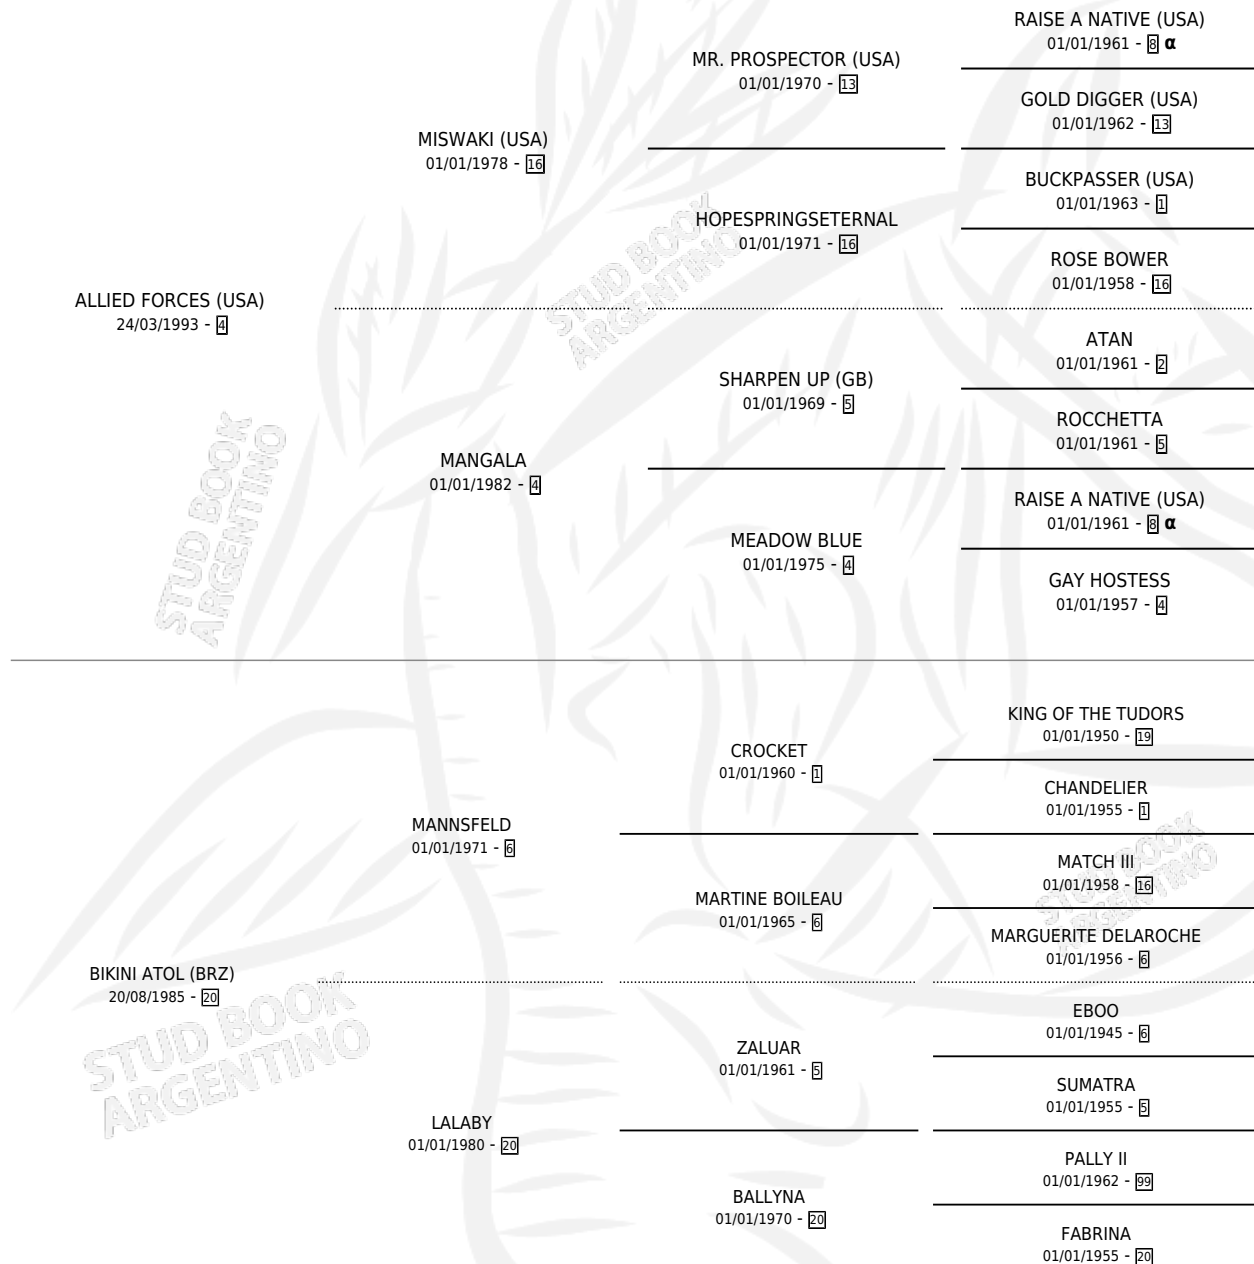 RAISE A NATIVE (USA)
01/01/1961 - 8 α
MR. PROSPECTOR (USA)
01/01/1970 - 13
GOLD DIGGER (USA)
01/01/1962 - 13
MISWAKI (USA)
01/01/1978 - 16
BUCKPASSER (USA)
01/01/1963 - 1
HOPESPRINGSETERNAL
01/01/1971 - 16
ROSE BOWER
01/01/1958 - 16
ALLIED FORCES (USA)
24/03/1993 - 4
STUD BOOK
ARGENTINO
ATAN
01/01/1961 - 2
SHARPEN UP (GB)
01/01/1969 - 5
ROCCHETTA
01/01/1961 - 5
MANGALA
01/01/1982 - 4
STUD BOOK
ARGENTINO
RAISE A NATIVE (USA)
01/01/1961 - 8 α
MEADOW BLUE
01/01/1975 - 4
GAY HOSTESS
01/01/1957 - 4
KING OF THE TUDORS
01/01/1950 - 19
CROCKET
01/01/1960 - 1
CHANDELIER
01/01/1955 - 1
MANNSFELD
01/01/1971 - 6
MATCH III
01/01/1958 - 16
STUD BOOK
ARGENTINO
MARTINE BOILEAU
01/01/1965 - 6
MARGUERITE DELAROCHE
01/01/1956 - 6
BIKINI ATOL (BRZ)
20/08/1985 - 20
STUD BOOK
ARGENTINO
EBOO
01/01/1945 - 6
ZALUAR
01/01/1961 - 5
SUMATRA
01/01/1955 - 5
LALABY
01/01/1980 - 20
PALLY II
01/01/1962 - 99
BALLYNA
01/01/1970 - 20
FABRINA
01/01/1955 - 20